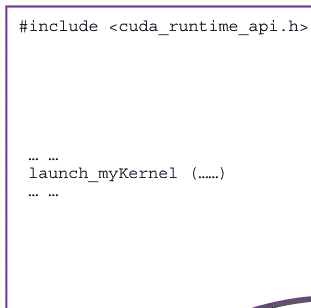 #include <cuda_runtime_api.h>
… …
launch_myKernel (……)
… …